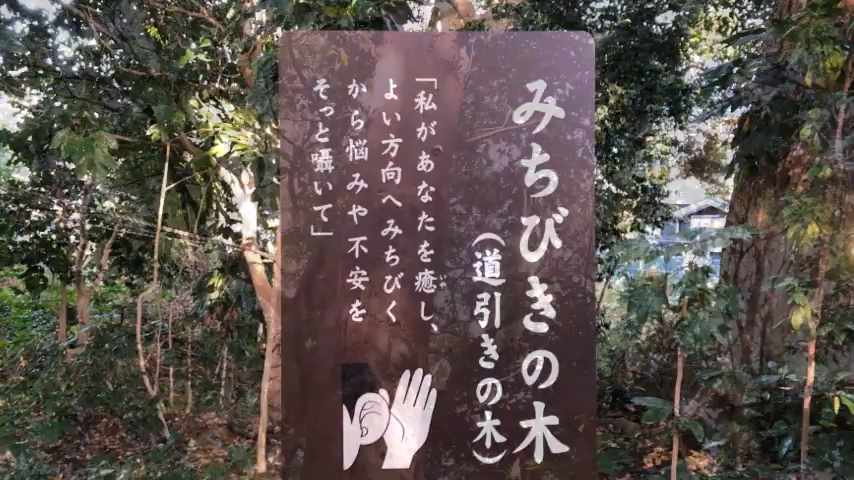 みちびきの木
（道引きの木）
「私があなたを癒し、
よい方向へみちびく
から悩みや不安を
そっと囁いて」